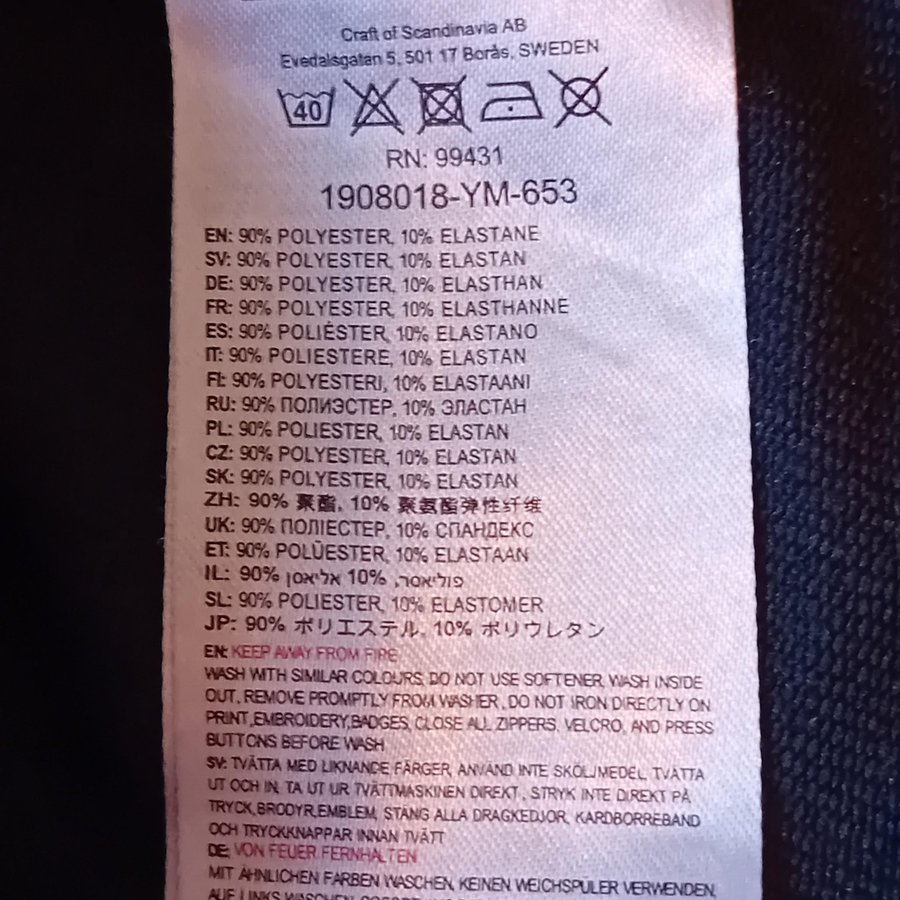 Craft of Scandinavia AB
Evedalsgatan 5, 501 17 Borås, SWEDEN
40
RN: 99431
1908018-YM-653
EN: 90% POLYESTER, 10% ELASTANE
SV: 90% POLYESTER, 10% ELASTAN
DE: 90% POLYESTER, 10% ELASTHAN
FR: 90% POLYESTER, 10% ELASTHANNE
ES: 90% POLIÉSTER, 10% ELASTANO
IT: 90% POLIESTERE, 10% ELASTAN
FI: 90% POLYESTERI, 10% ELASTAANI
RU: 90% ПОЛИЭСТЕР, 10% ЭЛАСТАН
PL: 90% POLIESTER, 10% ELASTAN
CZ: 90% POLYESTER, 10% ELASTAN
SK: 90% POLYESTER, 10% ELASTAN
ZH: 90% 聚酯, 10% 聚氨酯弹性纤维
UK: 90% ПОЛІЕСТЕР, 10% СПАНДЕКС
ET: 90% POLÜESTER, 10% ELASTAAN
IL: 90% פוליאסר, 10% אליאסן
SL: 90% POLIESTER, 10% ELASTOMER
JP: 90% ポリエステル, 10% ポリウレタン
EN: KEEP AWAY FROM FIRE
WASH WITH SIMILAR COLOURS, DO NOT USE SOFTENER, WASH INSIDE
OUT, REMOVE PROMPTLY FROM WASHER, DO NOT IRON DIRECTLY ON
PRINT,EMBROIDERY,BADGES, CLOSE ALL ZIPPERS, VELCRO, AND PRESS
BUTTONS BEFORE WASH
SV: TVÄTTA MED LIKNANDE FÄRGER, ANVÄND INTE SKÖLJMEDEL, TVÄTTA
UT OCH IN, TA UT UR TVÄTTMASKINEN DIREKT, STRYK INTE DIREKT PÅ
TRYCK,BRODYR,EMBLEM, STÄNG ALLA DRAGKEDJOR, KARDBORREBAND
OCH TRYCKKNAPPAR INNAN TVÄTT
DE: VON FEUER FERNHALTEN
MIT ÄHNLICHEN FARBEN WASCHEN, KEINEN WEICHSPÜLER VERWENDEN,
AUF LINKS WASCHEN